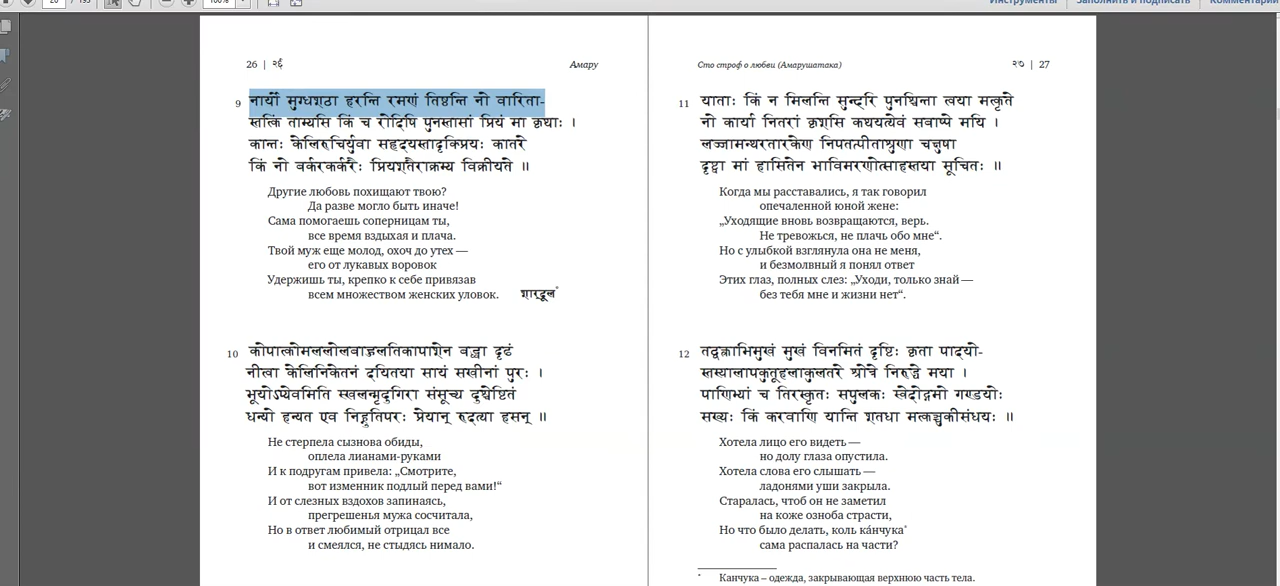 20 / 193
100%
Инструменты
Заполнить и подписать
Комментарии
26 | २६
Амару
9 नार्यो मुग्धशठा हरन्ति रमणं तिष्ठन्ति नो वारिता-
स्तत्किं ताम्यसि किं च रोदिषि पुनस्तासां प्रियं मा कृथाः ।
कान्तः केलिरुचिर्युवा सहृदयस्तादृक्प्रियः कातरे
किं नो बर्करकर्करैः प्रियशतैराक्रम्य विक्रीयते ॥
Другие любовь похищают твою?
Да разве могло быть иначе!
Сама помогаешь соперницам ты,
все время вздыхая и плача.
Твой муж еще молод, охоч до утех —
его от лукавых воровок
Удержишь ты, крепко к себе привязав
всем множеством женских уловок.
शार्दूल*
10 कोपात्कोमललोलबाहुलतिकापाशेन बद्ध्वा दृढं
नीत्वा केलिनिकेतनं दयितया सायं सखीनां पुरः ।
भूयोऽप्येवमिति स्खलन्मृदुगिरा संसूच्य दुश्चेष्टितं
धन्यो हन्यत एव निह्नुतिपरः प्रेयान् रुदत्या हसन् ॥
Не стерпела сызнова обиды,
оплела лианами-руками
И к подругам привела: „Смотрите,
вот изменник подлый перед вами!“
И от слезных вздохов запинаясь,
прегрешенья мужа сосчитала,
Но в ответ любимый отрицал все
и смеялся, не стыдясь нимало.
Сто строф о любви (Амарушатака)
२७ | 27
11 याताः किं न मिलन्ति सुन्दरि पुनश्चिन्ता त्वया मत्कृते
नो कार्या नितरां कृशासि कथयत्येवं सबाष्पे मयि ।
लज्जामन्थरतारकेण निपतत्पीताश्रुणा चक्षुषा
दृष्ट्वा मां हसितेन भाविमरणोत्साहस्तया सूचितः ॥
Когда мы расставались, я так говорил
опечаленной юной жене:
„Уходящие вновь возвращаются, верь.
Не тревожься, не плачь обо мне“.
Но с улыбкой взглянула она не меня,
и безмолвный я понял ответ
Этих глаз, полных слез: „Уходи, только знай —
без тебя мне и жизни нет“.
12 तद्वक्त्राभिमुखं मुखं विनमितं दृष्टिः कृता पादयो-
स्तस्यालापकुतूहलाकुलतरे श्रोत्रे निरुद्धे मया ।
पाणिभ्यां च तिरस्कृतः सपुलकः स्वेदोद्गमो गण्डयोः
सख्यः किं करवाणि यान्ति शतधा मत्कञ्चुकीसंधयः ॥
Хотела лицо его видеть —
но долу глаза опустила.
Хотела слова его слышать —
ладонями уши закрыла.
Старалась, чтоб он не заметил
на коже озноба страсти,
Но что было делать, коль ка́нчука*
сама распалась на части?
* Канчука – одежда, закрывающая верхнюю часть тела.